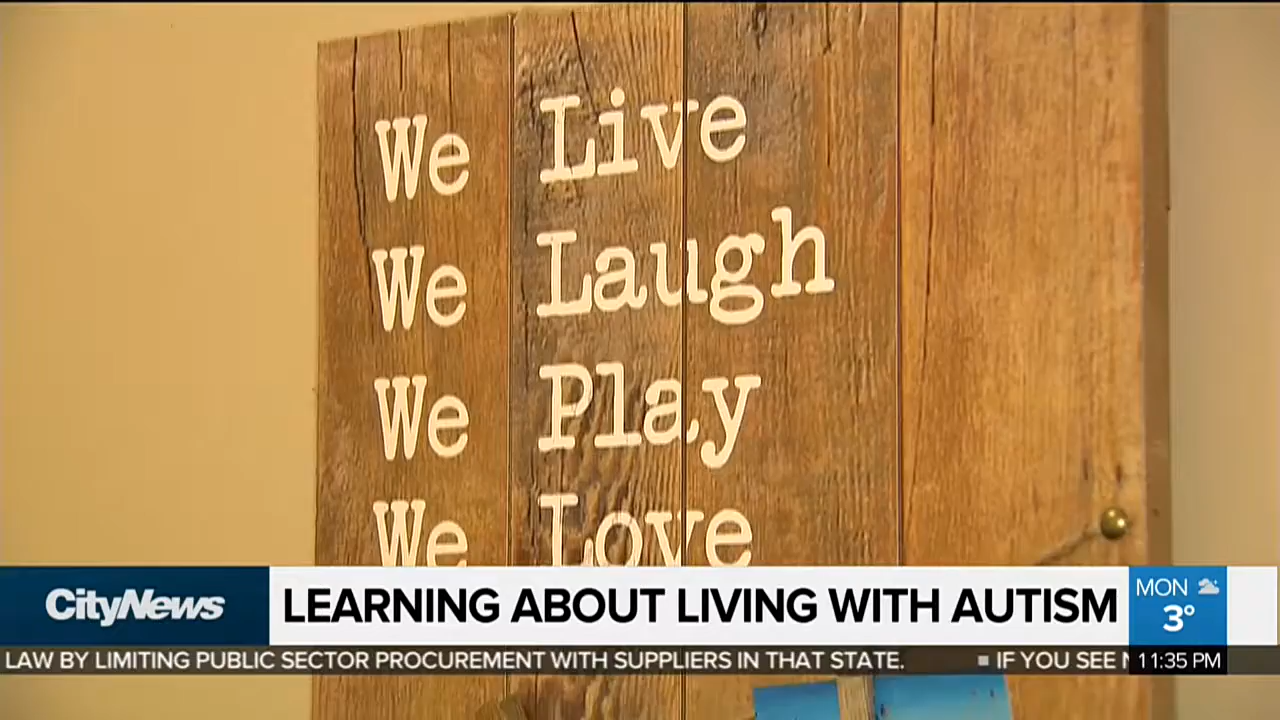 We Live
We Laugh
We Play
We Love
CityNews
LEARNING ABOUT LIVING WITH AUTISM
MON
3°
LAW BY LIMITING PUBLIC SECTOR PROCUREMENT WITH SUPPLIERS IN THAT STATE.
IF YOU SEE
11:35 PM